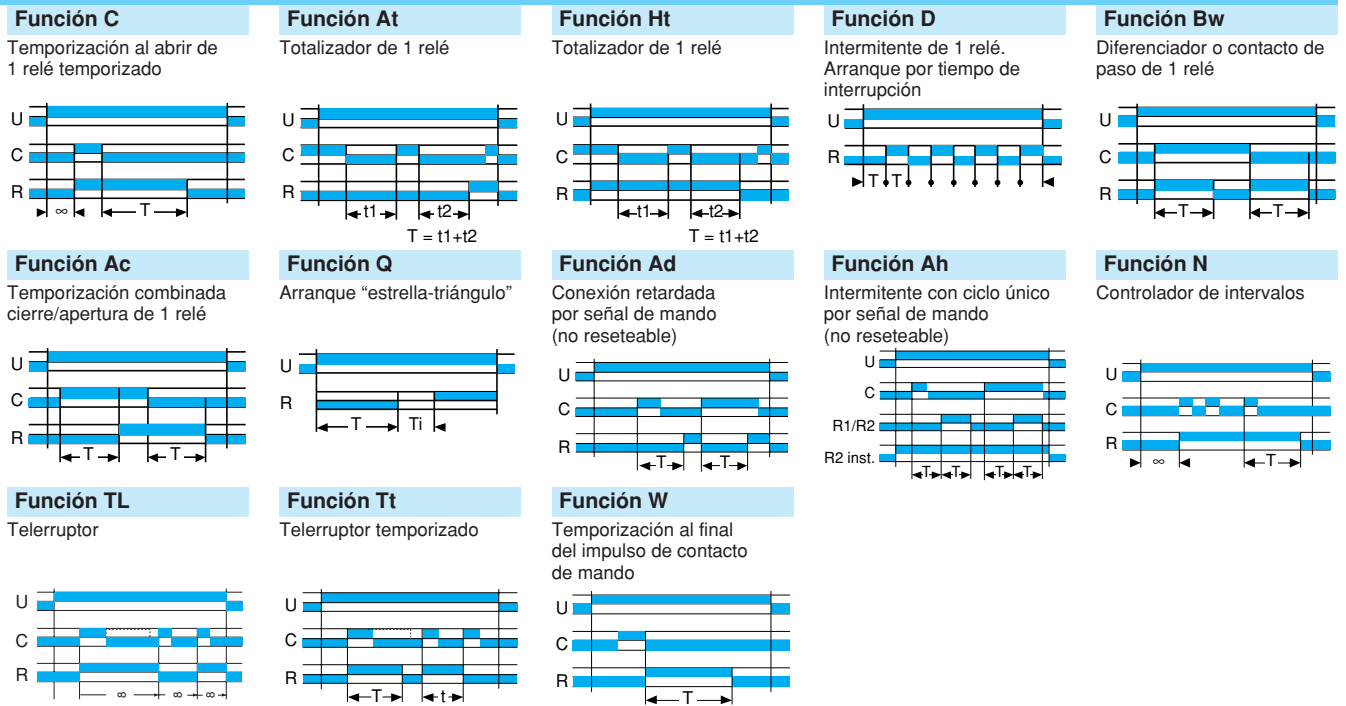 Función C
Temporización al abrir de
1 relé temporizado
U
C
R
∞
T
Función At
Totalizador de 1 relé
U
C
R
t1
t2
T = t1+t2
Función Ht
Totalizador de 1 relé
U
C
R
t1
t2
T = t1+t2
Función D
Intermitente de 1 relé.
Arranque por tiempo de
interrupción
U
R
T T
Función Bw
Diferenciador o contacto de
paso de 1 relé
U
C
R
T
T
Función Ac
Temporización combinada
cierre/apertura de 1 relé
U
C
R
T
T
Función Q
Arranque “estrella-triángulo”
U
R
T
Ti
Función Ad
Conexión retardada
por señal de mando
(no reseteable)
U
C
R
T
T
Función Ah
Intermitente con ciclo único
por señal de mando
(no reseteable)
U
C
R1/R2
R2 inst.
T T T T
Función N
Controlador de intervalos
U
C
R
∞
T
Función TL
Telerruptor
U
C
R
∞ ∞ ∞
Función Tt
Telerruptor temporizado
U
C
R
T
t
Función W
Temporización al final
del impulso de contacto
de mando
U
C
R
T